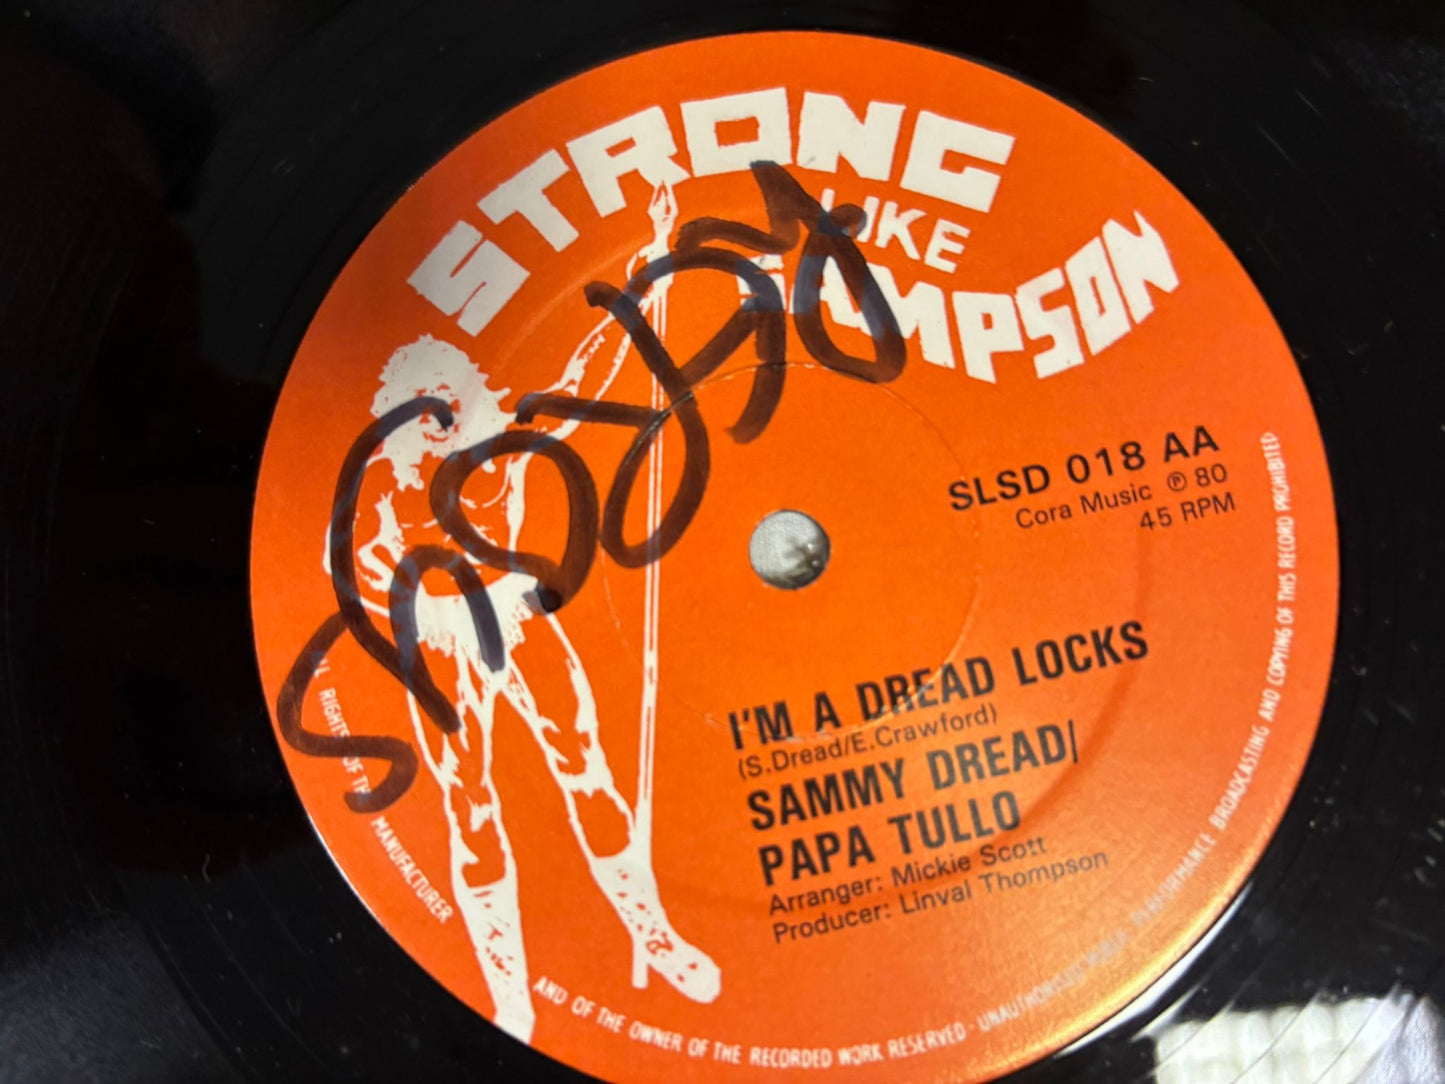 STRONG
LIKE
SAMPSON
SLSD 018 AA
Cora Music ℗ 80
45 RPM
I'M A DREAD LOCKS
(S.Dread/E.Crawford)
SAMMY DREAD/
PAPA TULLO
Arranger: Mickie Scott
Producer: Linval Thompson
ALL RIGHTS OF THE MANUFACTURER AND OF THE OWNER OF THE RECORDED WORK RESERVED - UNAUTHORISED PUBLIC PERFORMANCE BROADCASTING AND COPYING OF THIS RECORD PROHIBITED